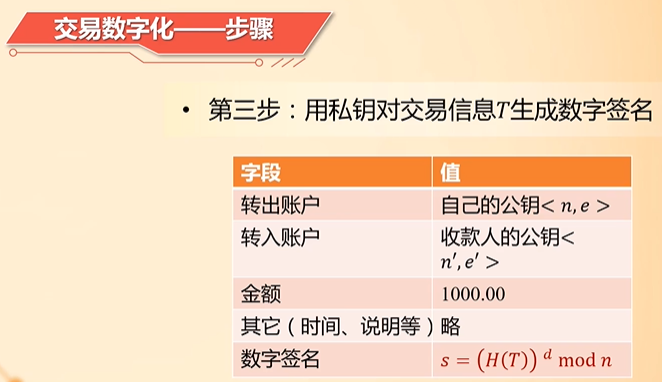 交易数字化——步骤
• 第三步：用私钥对交易信息T生成数字签名
字段 值
转出账户 自己的公钥< n, e >
转入账户 收款人的公钥<
n′, e′ >
金额 1000.00
其它（时间、说明等） 略
数字签名 s = (H(T))^d mod n